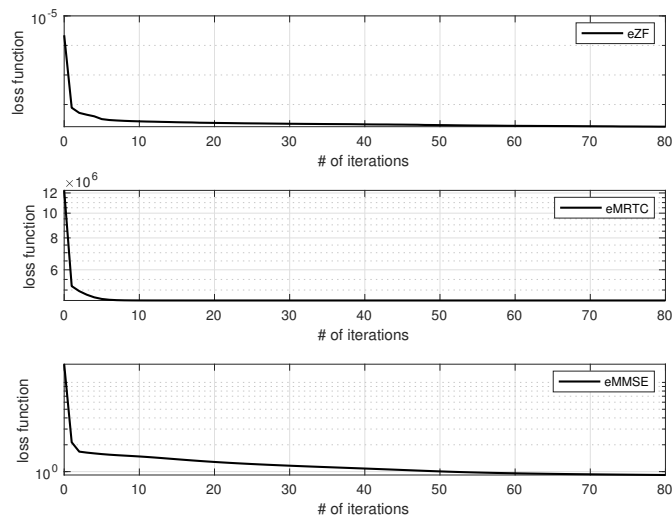 10^-5
eZF
loss function
0 10 20 30 40 50 60 70 80
# of iterations
×10^6
12
10
8
6
eMRTC
loss function
0 10 20 30 40 50 60 70 80
# of iterations
eMMSE
loss function
10^0
0 10 20 30 40 50 60 70 80
# of iterations